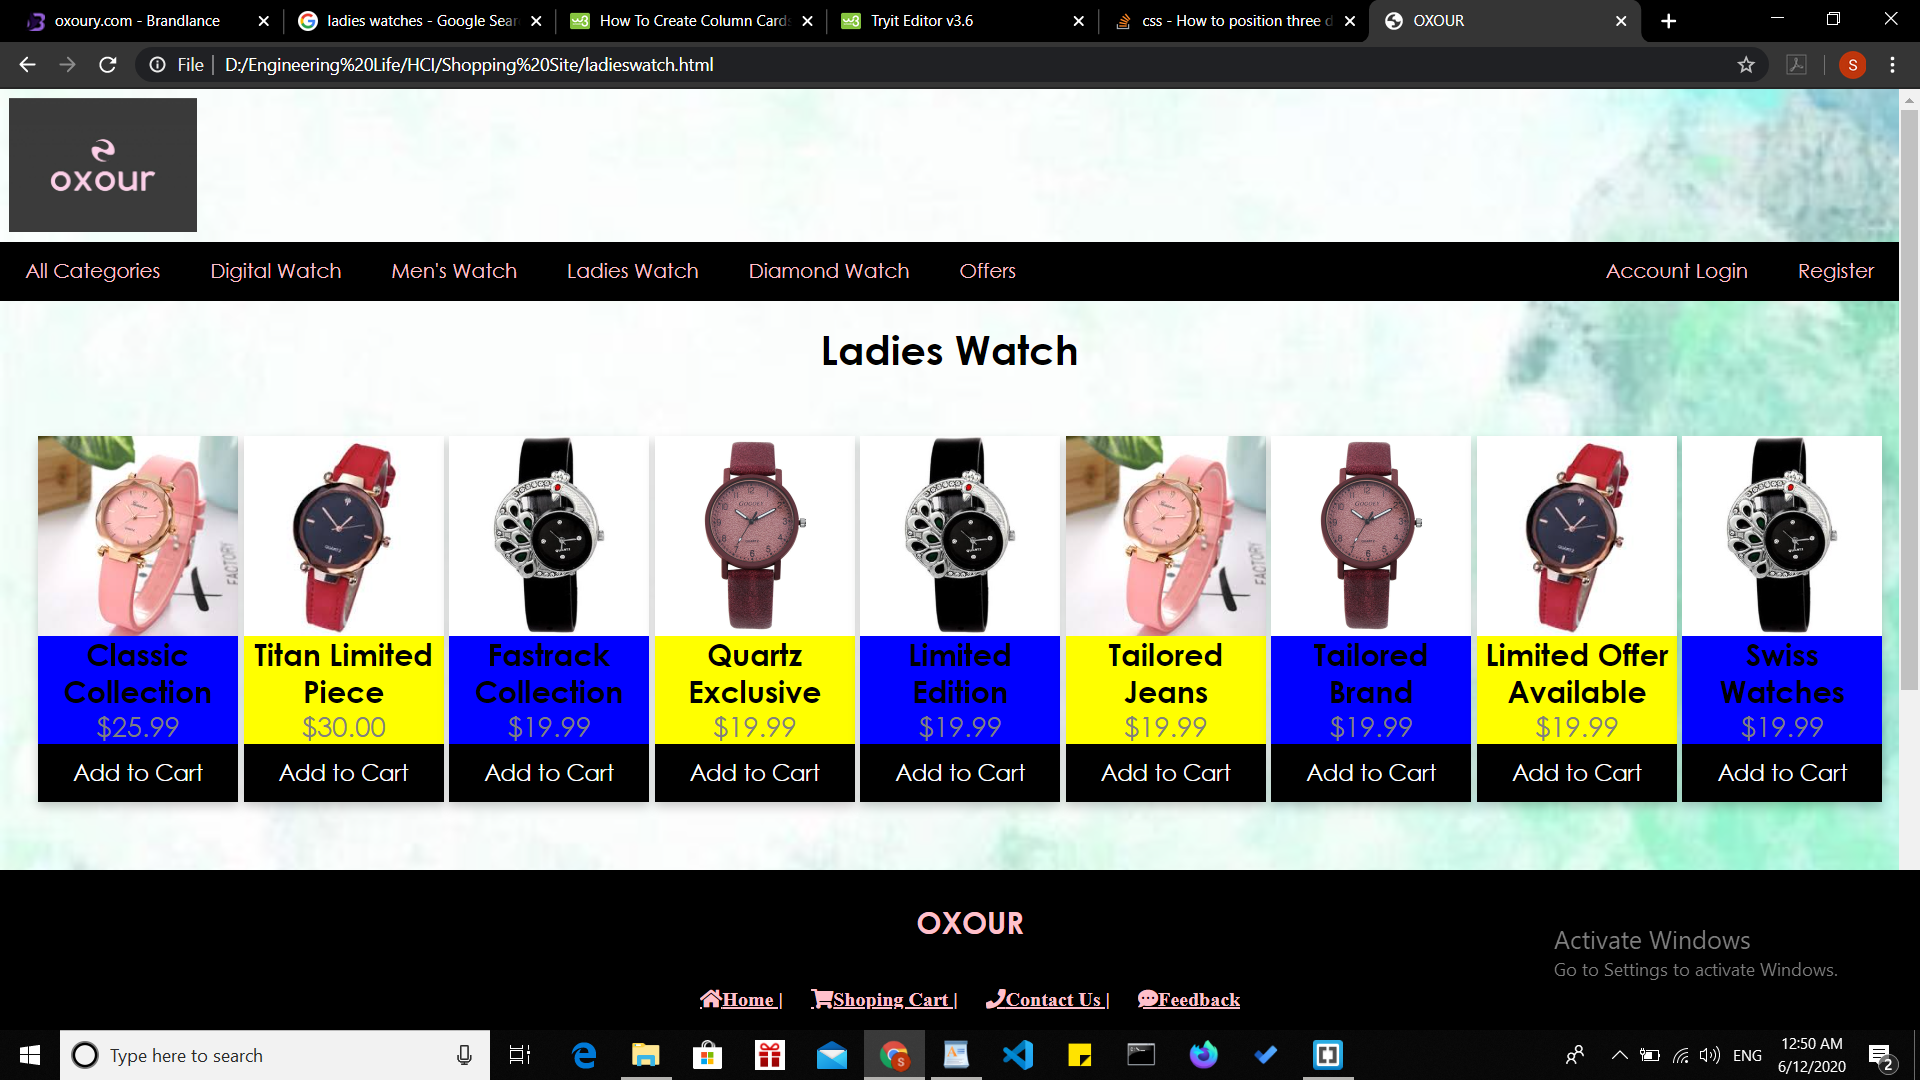 oxoury.com - Brandlance
ladies watches - Google Sear
How To Create Column Cards
Tryit Editor v3.6
css - How to position three d
OXOUR
File
D:/Engineering%20Life/HCI/Shopping%20Site/ladieswatch.html
S
oxour
All Categories
Digital Watch
Men's Watch
Ladies Watch
Diamond Watch
Offers
Account Login
Register
Ladies Watch
FACTORY
QUARTZ
QUARTZ
QUARTZ
FACTORY
QUARTZ
Classic
Collection
$25.99
Add to Cart
Titan Limited
Piece
$30.00
Add to Cart
Fastrack
Collection
$19.99
Add to Cart
Quartz
Exclusive
$19.99
Add to Cart
Limited
Edition
$19.99
Add to Cart
Tailored
Jeans
$19.99
Add to Cart
Tailored
Brand
$19.99
Add to Cart
Limited Offer
Available
$19.99
Add to Cart
Swiss
Watches
$19.99
Add to Cart
OXOUR
Activate Windows
Go to Settings to activate Windows.
Home |
Shoping Cart |
Contact Us |
Feedback
Type here to search
S
ENG
12:50 AM
6/12/2020
2